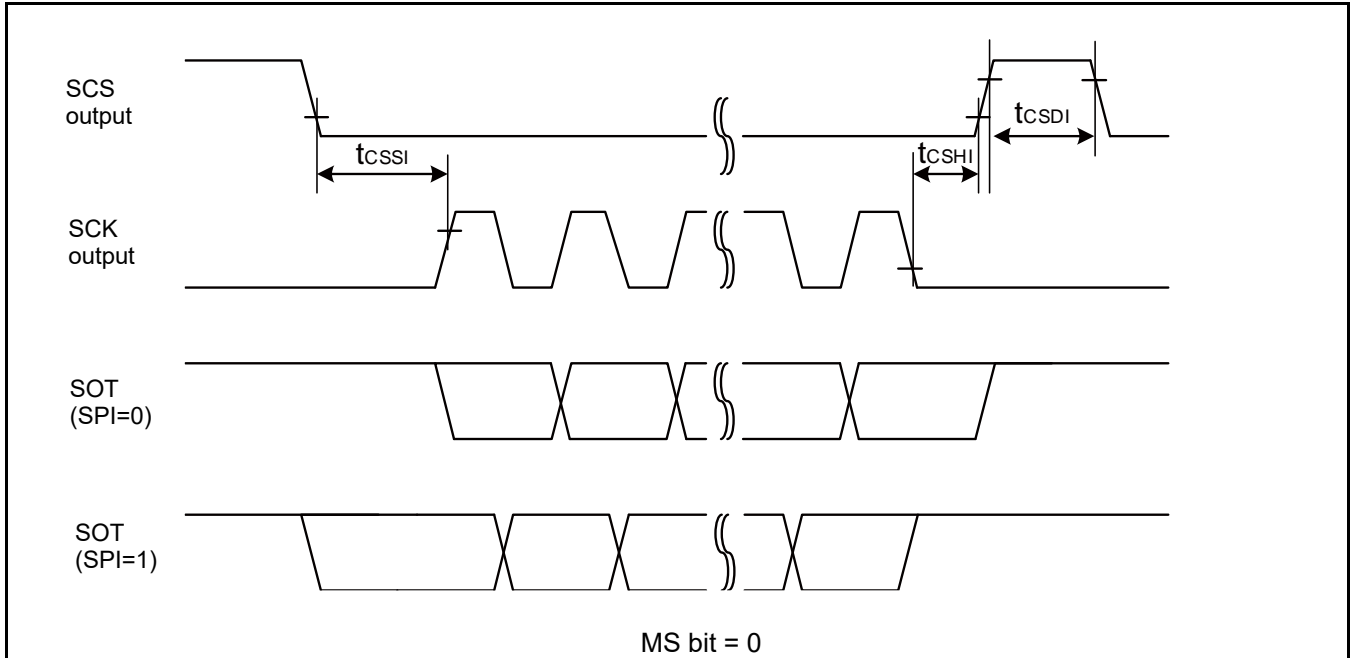 SCS
output
tCSSI
tCSHI
tCSDI
SCK
output
SOT
(SPI=0)
SOT
(SPI=1)
MS bit = 0